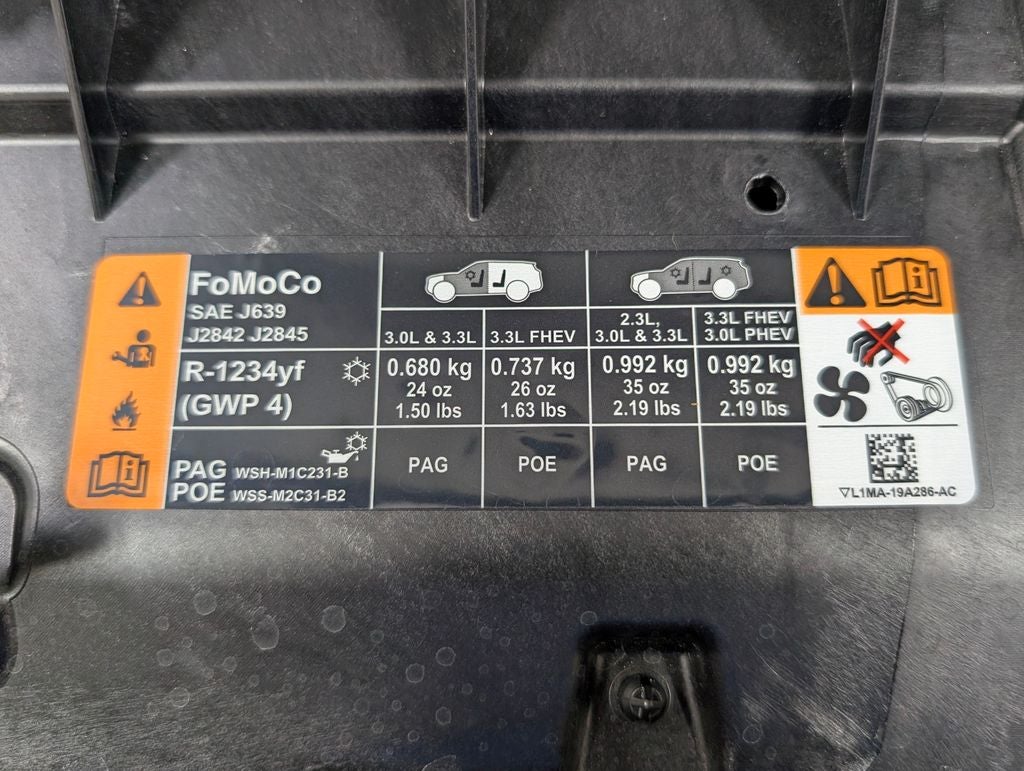 FoMoCo
SAE J639
J2842 J2845
3.0L & 3.3L
3.3L FHEV
2.3L,
3.0L & 3.3L
3.3L FHEV
3.0L PHEV
R-1234yf
(GWP 4)
0.680 kg
24 oz
1.50 lbs
0.737 kg
26 oz
1.63 lbs
0.992 kg
35 oz
2.19 lbs
0.992 kg
35 oz
2.19 lbs
PAG WSH-M1C231-B
POE WSS-M2C31-B2
PAG
POE
PAG
POE
▽L1MA-19A286-AC